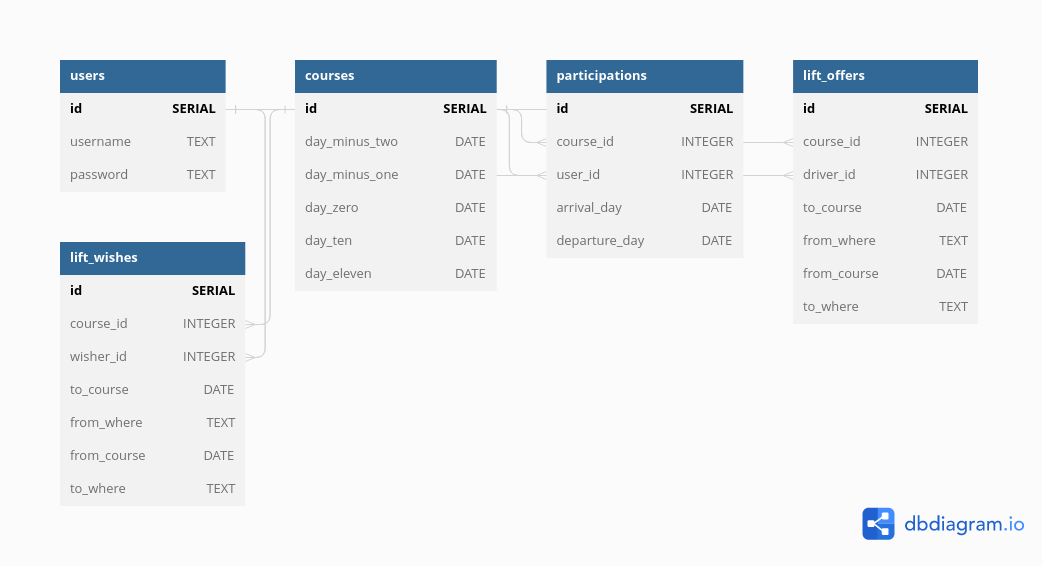 users
id SERIAL
username TEXT
password TEXT
lift_wishes
id SERIAL
course_id INTEGER
wisher_id INTEGER
to_course DATE
from_where TEXT
from_course DATE
to_where TEXT
courses
id SERIAL
day_minus_two DATE
day_minus_one DATE
day_zero DATE
day_ten DATE
day_eleven DATE
participations
id SERIAL
course_id INTEGER
user_id INTEGER
arrival_day DATE
departure_day DATE
lift_offers
id SERIAL
course_id INTEGER
driver_id INTEGER
to_course DATE
from_where TEXT
from_course DATE
to_where TEXT
dbdiagram.io